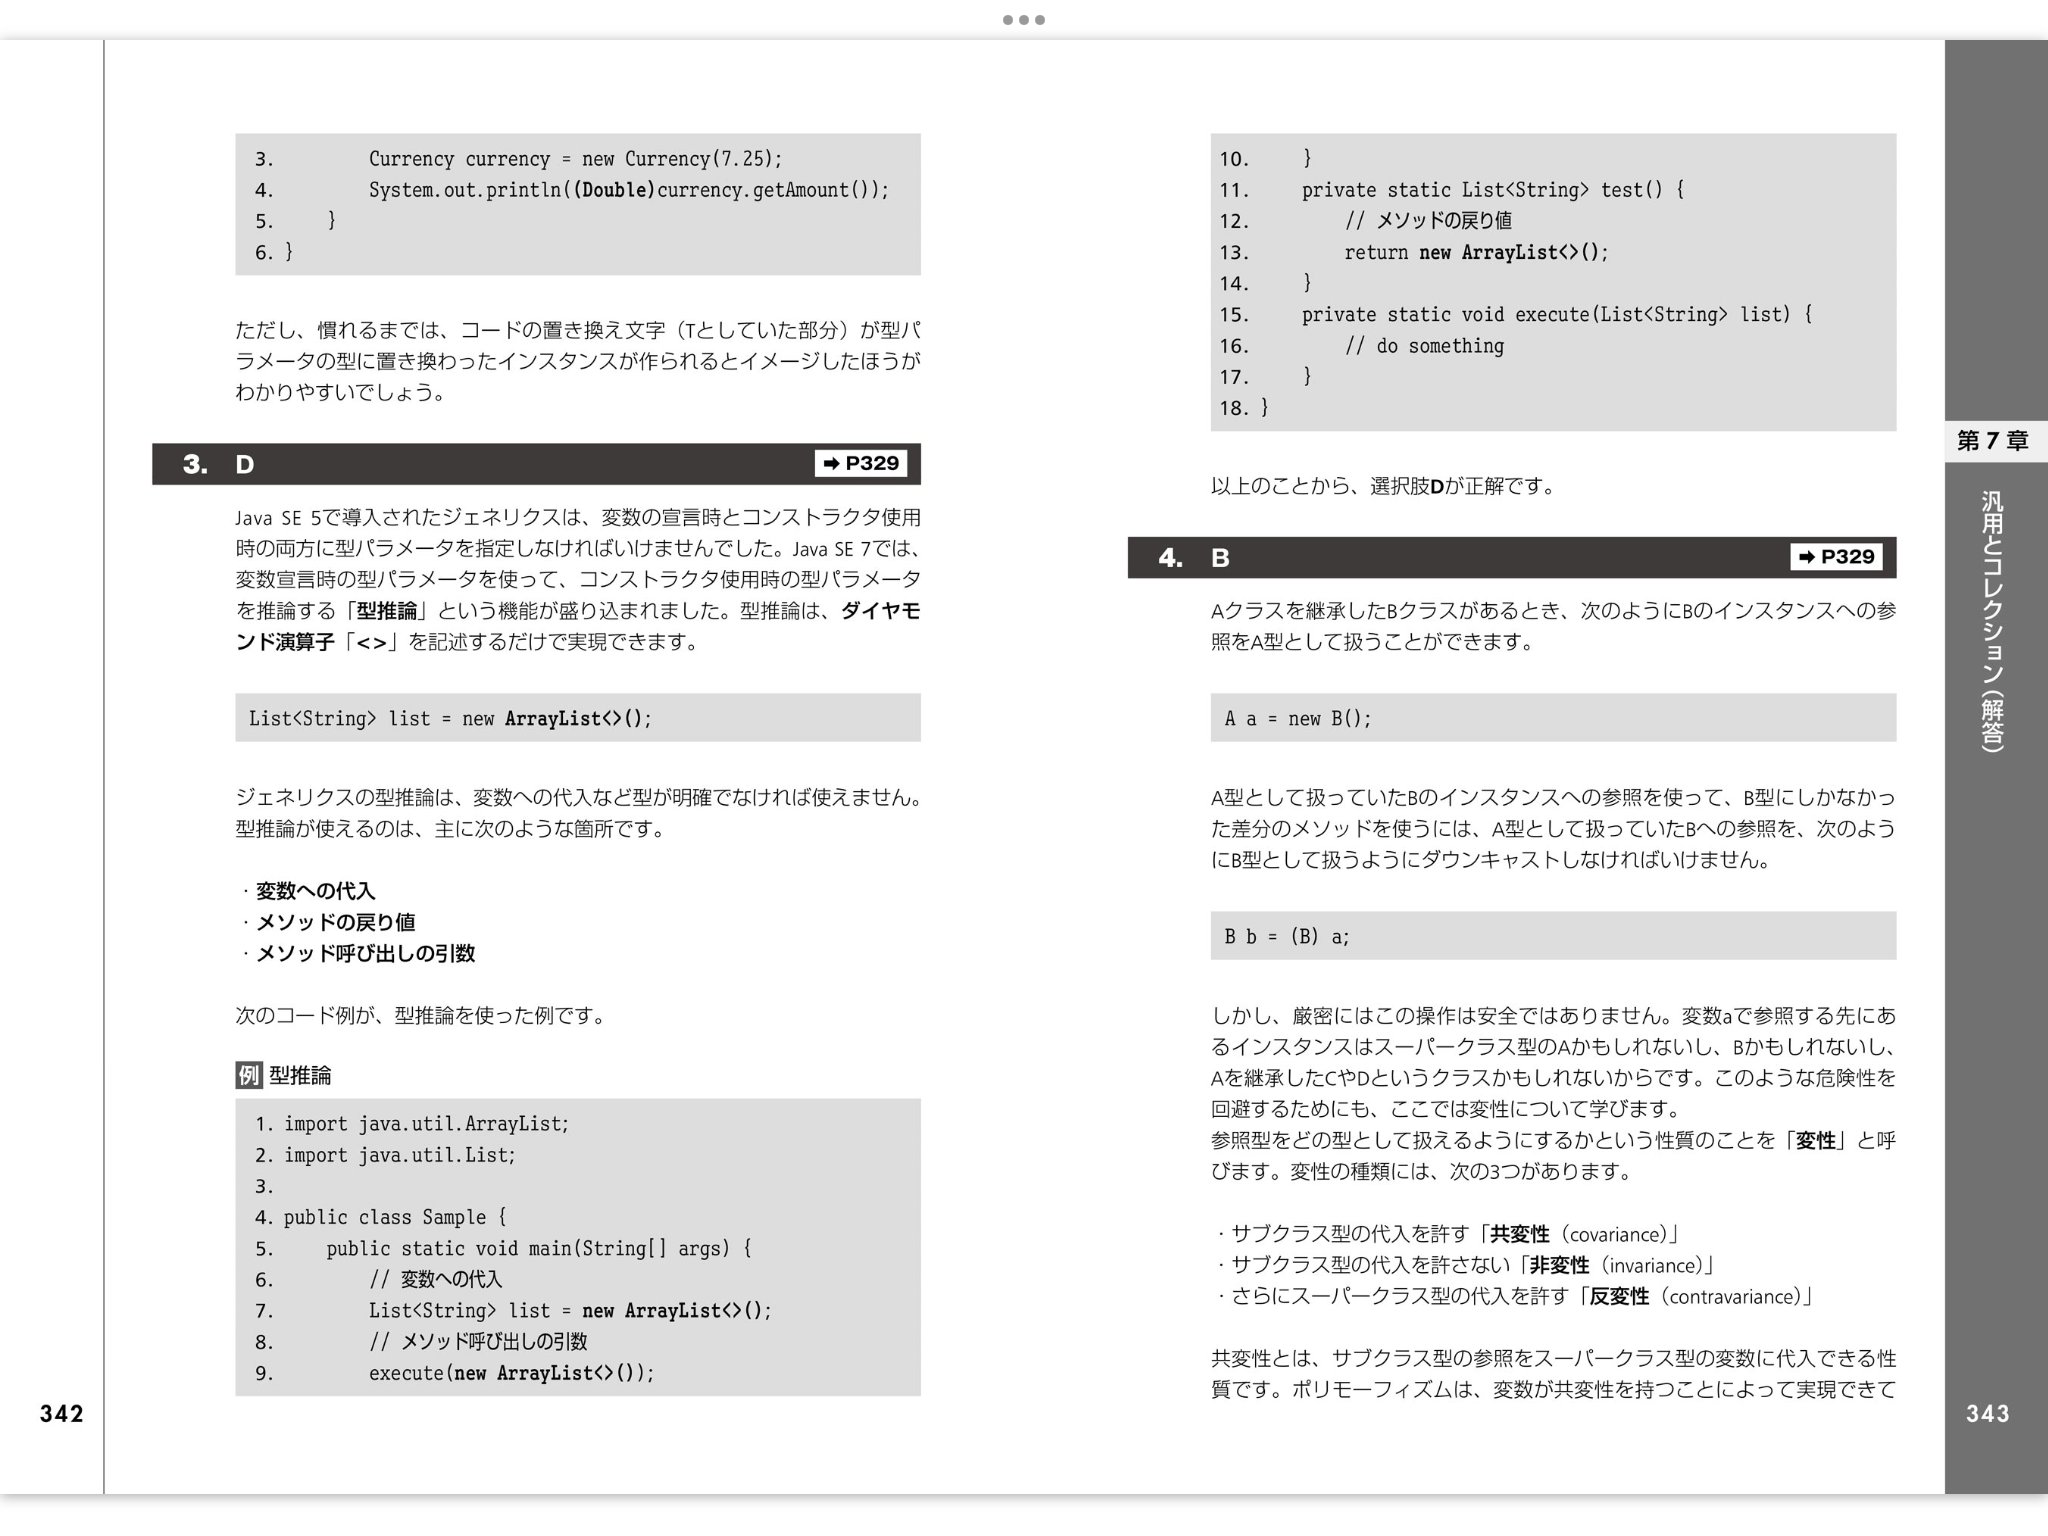 3.         Currency currency = new Currency(7.25);
4.         System.out.println((Double)currency.getAmount());
5.     }
6. }
ただし、慣れるまでは、コードの置き換え文字（Tとしていた部分）が型パ
ラメータの型に置き換わったインスタンスが作られるとイメージしたほうが
わかりやすいでしょう。
3. D ➡ P329
Java SE 5で導入されたジェネリクスは、変数の宣言時とコンストラクタ使用
時の両方に型パラメータを指定しなければいけませんでした。Java SE 7では、
変数宣言時の型パラメータを使って、コンストラクタ使用時の型パラメータ
を推論する「型推論」という機能が盛り込まれました。型推論は、ダイヤモ
ンド演算子「<>」を記述するだけで実現できます。
List<String> list = new ArrayList<>();
ジェネリクスの型推論は、変数への代入など型が明確でなければ使えません。
型推論が使えるのは、主に次のような箇所です。
・変数への代入
・メソッドの戻り値
・メソッド呼び出しの引数
次のコード例が、型推論を使った例です。
例 型推論
1. import java.util.ArrayList;
2. import java.util.List;
3.
4. public class Sample {
5.     public static void main(String[] args) {
6.         // 変数への代入
7.         List<String> list = new ArrayList<>();
8.         // メソッド呼び出しの引数
9.         execute(new ArrayList<>());
342
10.     }
11.     private static List<String> test() {
12.         // メソッドの戻り値
13.         return new ArrayList<>();
14.     }
15.     private static void execute(List<String> list) {
16.         // do something
17.     }
18. }
以上のことから、選択肢Dが正解です。
4. B ➡ P329
Aクラスを継承したBクラスがあるとき、次のようにBのインスタンスへの参
照をA型として扱うことができます。
A a = new B();
A型として扱っていたBのインスタンスへの参照を使って、B型にしかなかっ
た差分のメソッドを使うには、A型として扱っていたBへの参照を、次のよう
にB型として扱うようにダウンキャストしなければいけません。
B b = (B) a;
しかし、厳密にはこの操作は安全ではありません。変数aで参照する先にあ
るインスタンスはスーパークラス型のAかもしれないし、Bかもしれないし、
Aを継承したCやDというクラスかもしれないからです。このような危険性を
回避するためにも、ここでは変性について学びます。
参照型をどの型として扱えるようにするかという性質のことを「変性」と呼
びます。変性の種類には、次の3つがあります。
・サブクラス型の代入を許す「共変性（covariance）」
・サブクラス型の代入を許さない「非変性（invariance）」
・さらにスーパークラス型の代入を許す「反変性（contravariance）」
共変性とは、サブクラス型の参照をスーパークラス型の変数に代入できる性
質です。ポリモーフィズムは、変数が共変性を持つことによって実現できて
第7章
汎用とコレクション（解答）
343